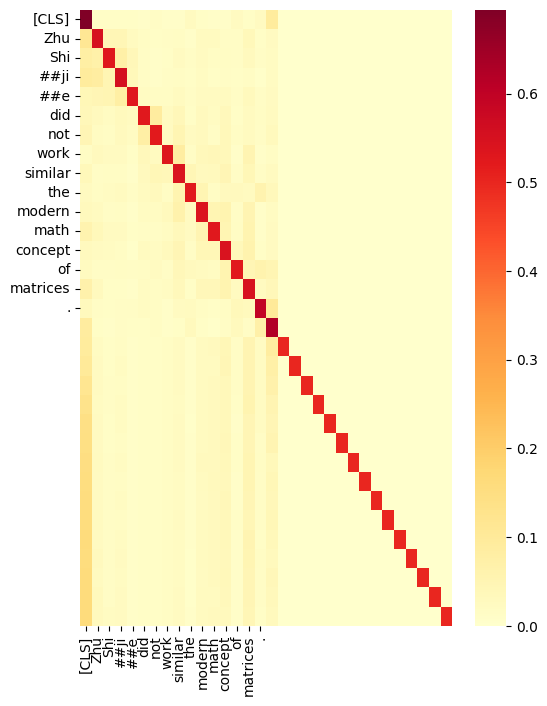 [CLS]
Zhu
Shi
##ji
##e
did
not
work
similar
the
modern
math
concept
of
matrices
.
0.6
0.5
0.4
0.3
0.2
0.1
0.0
[CLS]
Zhu
Shi
##ji
##e
did
not
work
similar
the
modern
math
concept
of
matrices
.